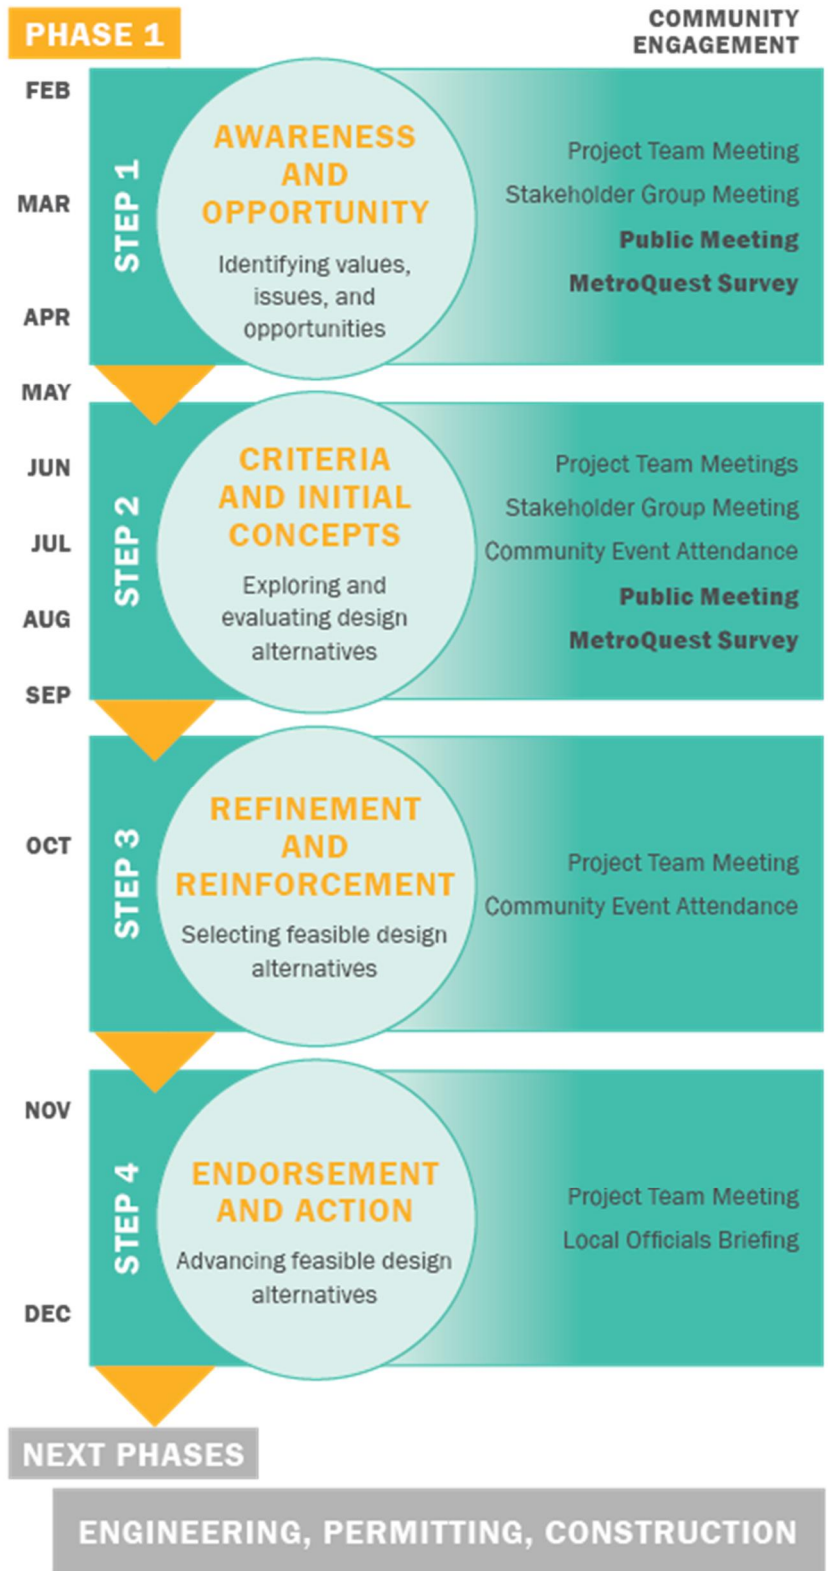 PHASE 1
COMMUNITY
ENGAGEMENT
FEB
MAR
APR
STEP 1
AWARENESS
AND
OPPORTUNITY
Identifying values,
issues, and
opportunities
Project Team Meeting
Stakeholder Group Meeting
Public Meeting
MetroQuest Survey
MAY
JUN
JUL
AUG
SEP
STEP 2
CRITERIA
AND INITIAL
CONCEPTS
Exploring and
evaluating design
alternatives
Project Team Meetings
Stakeholder Group Meeting
Community Event Attendance
Public Meeting
MetroQuest Survey
OCT
STEP 3
REFINEMENT
AND
REINFORCEMENT
Selecting feasible design
alternatives
Project Team Meeting
Community Event Attendance
NOV
DEC
STEP 4
ENDORSEMENT
AND ACTION
Advancing feasible design
alternatives
Project Team Meeting
Local Officials Briefing
NEXT PHASES
ENGINEERING, PERMITTING, CONSTRUCTION